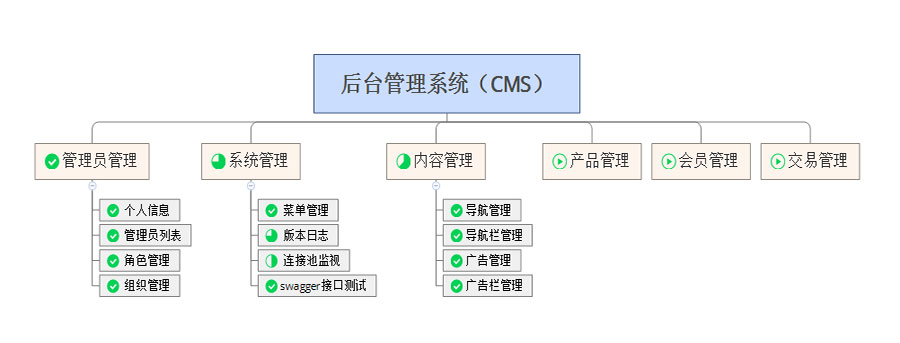 后台管理系统（CMS）
管理员管理
系统管理
内容管理
产品管理
会员管理
交易管理
个人信息
管理员列表
角色管理
组织管理
菜单管理
版本日志
连接池监视
swagger接口测试
导航管理
导航栏管理
广告管理
广告栏管理